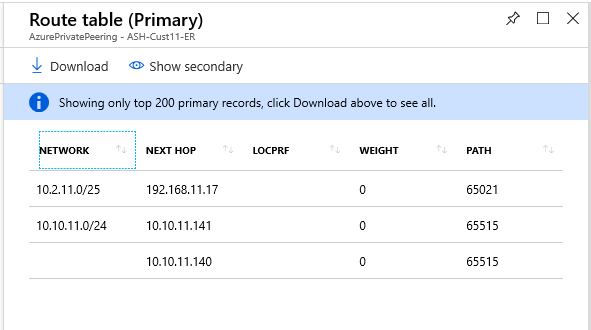 Route table (Primary)
AzurePrivatePeering - ASH-Cust11-ER
Download Show secondary
Showing only top 200 primary records, click Download above to see all.
NETWORK NEXT HOP LOCPRF WEIGHT PATH
10.2.11.0/25 192.168.11.17 0 65021
10.10.11.0/24 10.10.11.141 0 65515
10.10.11.140 0 65515